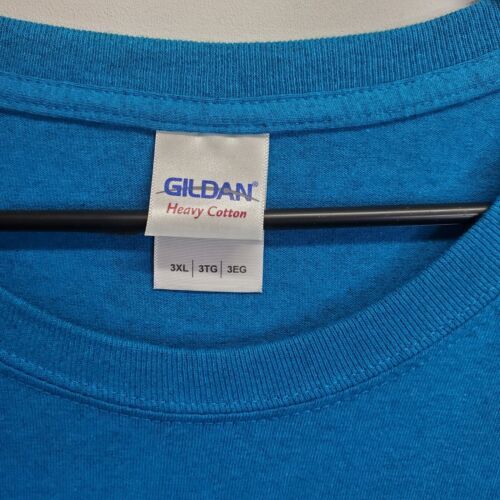 GILDAN®
Heavy Cotton
3XL | 3TG | 3EG